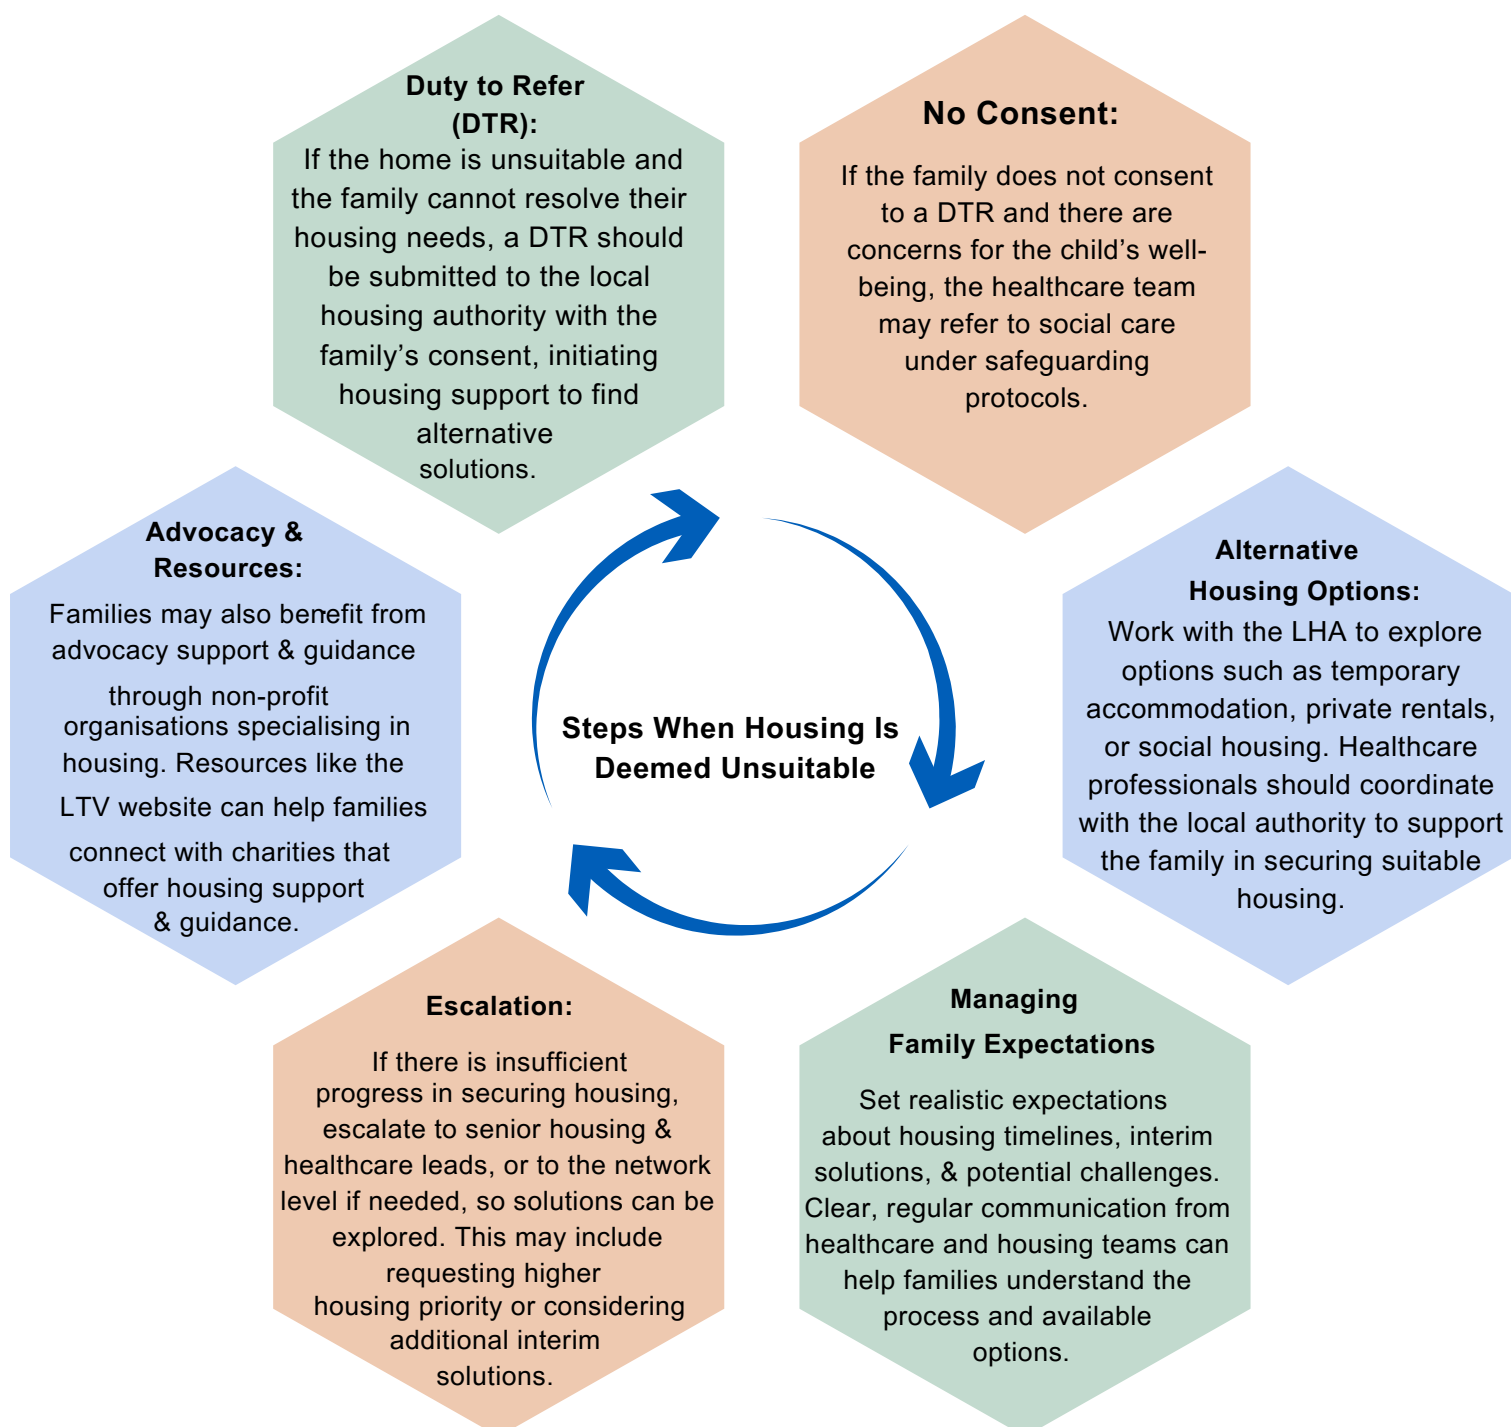 Duty to Refer
(DTR):
If the home is unsuitable and
the family cannot resolve their
housing needs, a DTR should
be submitted to the local
housing authority with the
family's consent, initiating
housing support to find
alternative
solutions.
No Consent:
If the family does not consent
to a DTR and there are
concerns for the child's well-
being, the healthcare team
may refer to social care
under safeguarding
protocols.
Alternative
Housing Options:
Work with the LHA to explore
options such as temporary
accommodation, private rentals,
or social housing. Healthcare
professionals should coordinate
with the local authority to support
the family in securing suitable
housing.
Managing
Family Expectations
Set realistic expectations
about housing timelines, interim
solutions, & potential challenges.
Clear, regular communication from
healthcare and housing teams can
help families understand the
process and available
options.
Escalation:
If there is insufficient
progress in securing housing,
escalate to senior housing &
healthcare leads, or to the network
level if needed, so solutions can be
explored. This may include
requesting higher
housing priority or considering
additional interim
solutions.
Advocacy &
Resources:
Families may also benefit from
advocacy support & guidance
through non-profit
organisations specialising in
housing. Resources like the
LTV website can help families
connect with charities that
offer housing support
& guidance.
Steps When Housing Is
Deemed Unsuitable